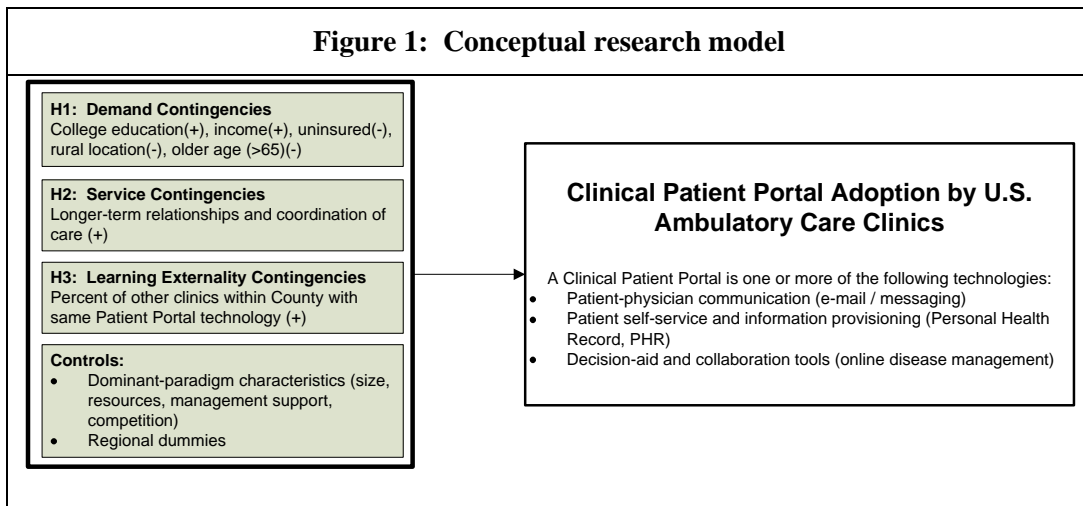 Figure 1: Conceptual research model
H1: Demand Contingencies
College education(+), income(+), uninsured(-),
rural location(-), older age (>65)(-)
H2: Service Contingencies
Longer-term relationships and coordination of
care (+)
H3: Learning Externality Contingencies
Percent of other clinics within County with
same Patient Portal technology (+)
Controls:
• Dominant-paradigm characteristics (size,
resources, management support,
competition)
• Regional dummies
Clinical Patient Portal Adoption by U.S.
Ambulatory Care Clinics
A Clinical Patient Portal is one or more of the following technologies:
• Patient-physician communication (e-mail / messaging)
• Patient self-service and information provisioning (Personal Health
Record, PHR)
• Decision-aid and collaboration tools (online disease management)